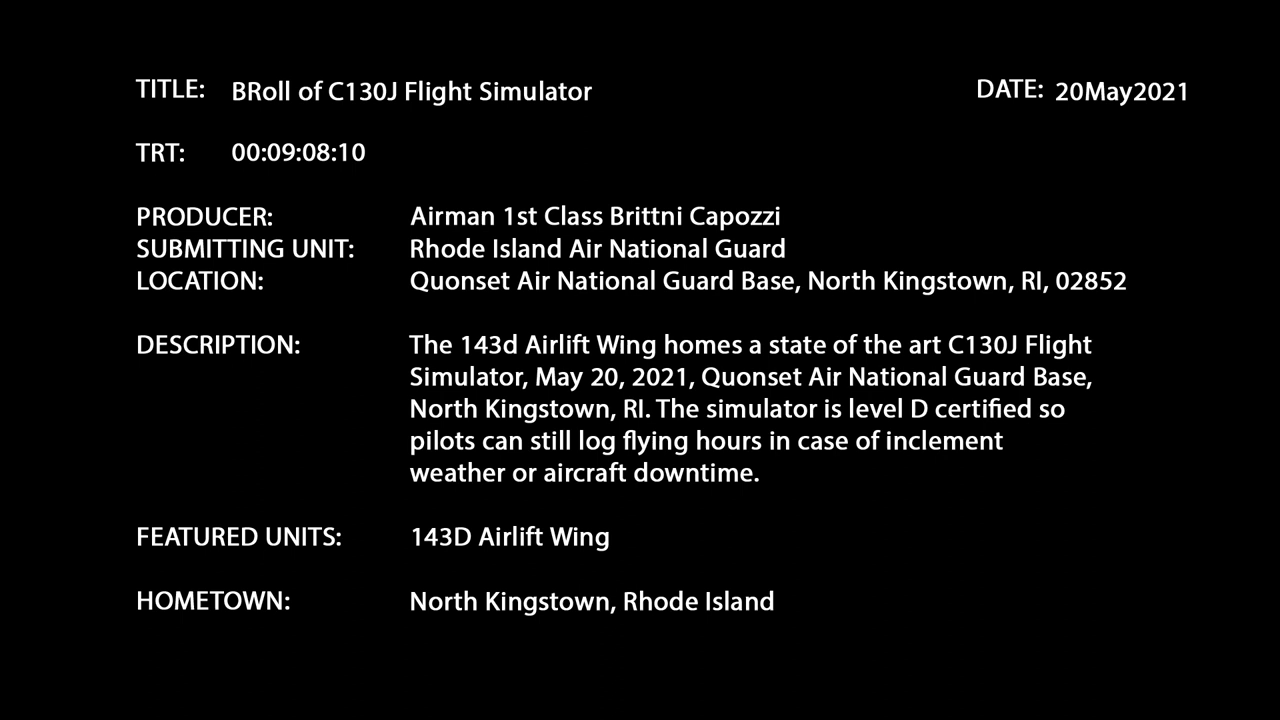 TITLE: BRoll of C130J Flight Simulator DATE: 20May2021
TRT: 00:09:08:10
PRODUCER: Airman 1st Class Brittni Capozzi
SUBMITTING UNIT: Rhode Island Air National Guard
LOCATION: Quonset Air National Guard Base, North Kingstown, RI, 02852
DESCRIPTION: The 143d Airlift Wing homes a state of the art C130J Flight
Simulator, May 20, 2021, Quonset Air National Guard Base,
North Kingstown, RI. The simulator is level D certified so
pilots can still log flying hours in case of inclement
weather or aircraft downtime.
FEATURED UNITS: 143D Airlift Wing
HOMETOWN: North Kingstown, Rhode Island